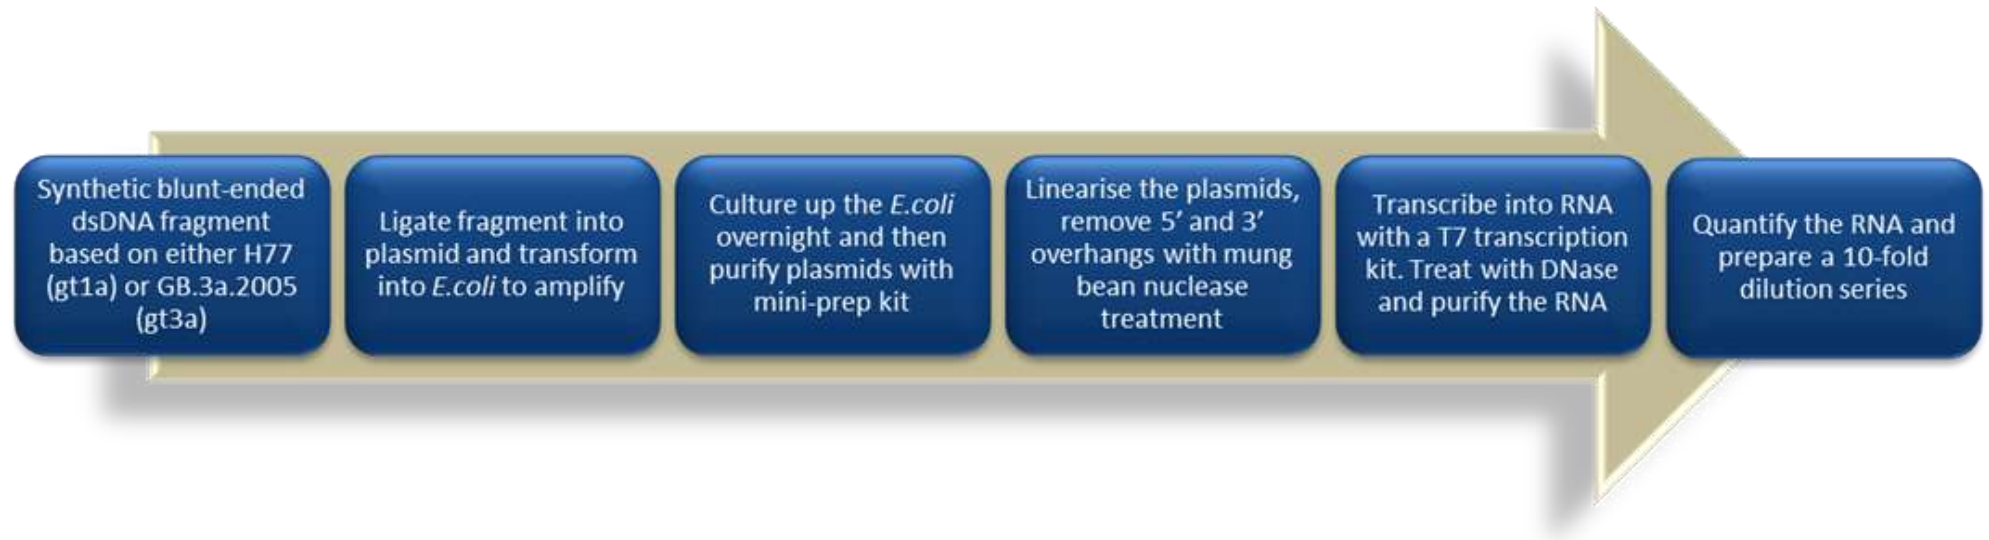 Synthetic blunt-ended
dsDNA fragment
based on either H77
(gt1a) or GB.3a.2005
(gt3a)
Ligate fragment into
plasmid and transform
into E.coli to amplify
Culture up the E.coli
overnight and then
purify plasmids with
mini-prep kit
Linearise the plasmids,
remove 5’ and 3’
overhangs with mung
bean nuclease
treatment
Transcribe into RNA
with a T7 transcription
kit. Treat with DNase
and purify the RNA
Quantify the RNA and
prepare a 10-fold
dilution series